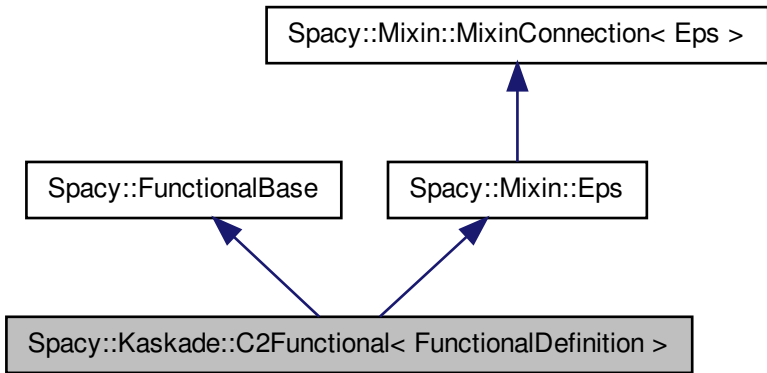 Spacy::Mixin::MixinConnection< Eps >
Spacy::FunctionalBase
Spacy::Mixin::Eps
Spacy::Kaskade::C2Functional< FunctionalDefinition >